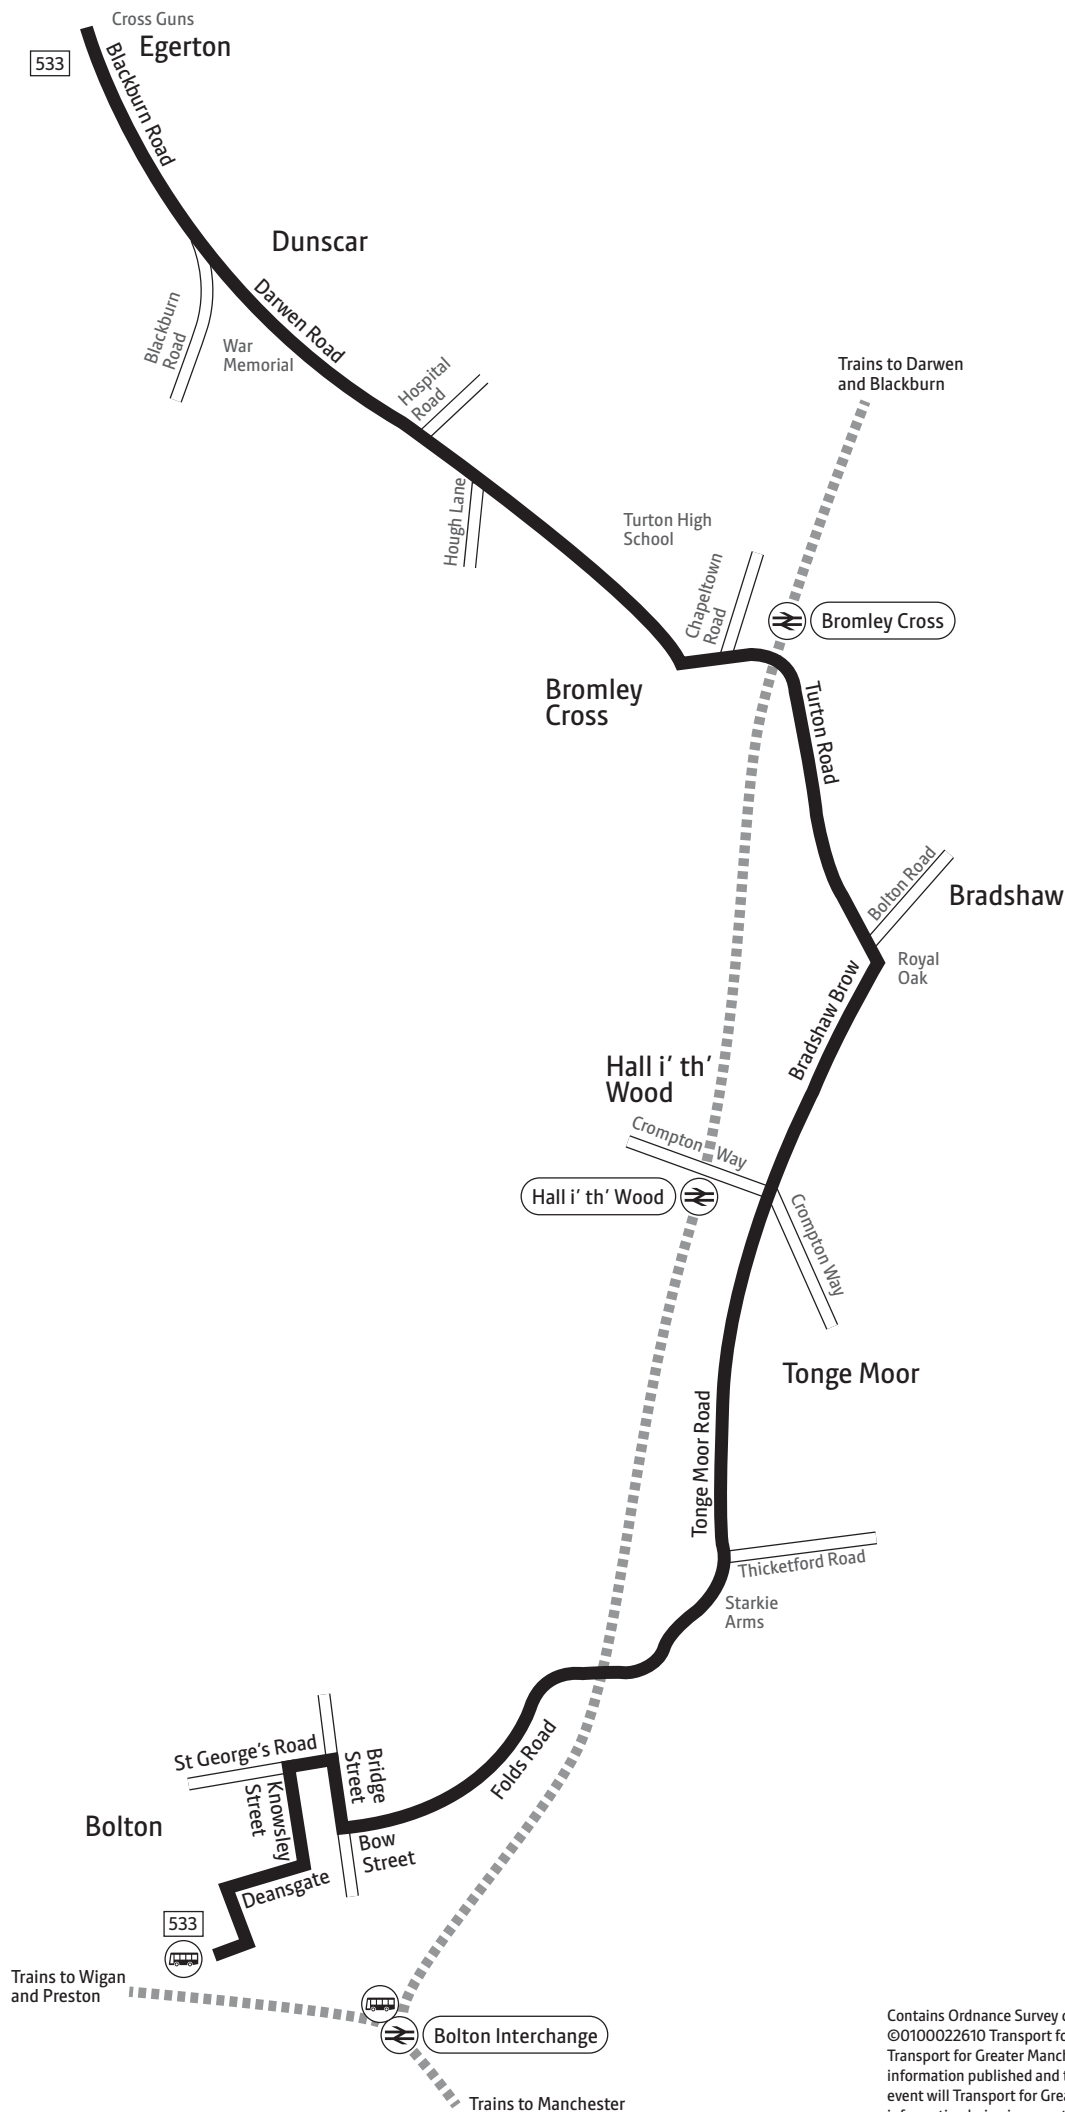 Cross Guns
Egerton
533
Blackburn Road
Dunscar
Darwen Road
Blackburn
Road
War
Memorial
Hospital
Road
Trains to Darwen
and Blackburn
Hough Lane
Turton High
School
Chapeltown
Road
Bromley Cross
Bromley
Cross
Turton Road
Bolton Road
Bradshaw
Royal
Oak
Bradshaw Brow
Hall i’ th’
Wood
Crompton Way
Hall i’ th’ Wood
Crompton Way
Tonge Moor
Tonge Moor Road
Thicketford Road
Starkie
Arms
Folds Road
St George’s Road
Bridge
Street
Knowsley
Street
Bolton
Bow
Street
Deansgate
533
Trains to Wigan
and Preston
Bolton Interchange
Trains to Manchester
Contains Ordnance Survey
©0100022610 Transport
Transport for Greater
information published and
event will Transport for